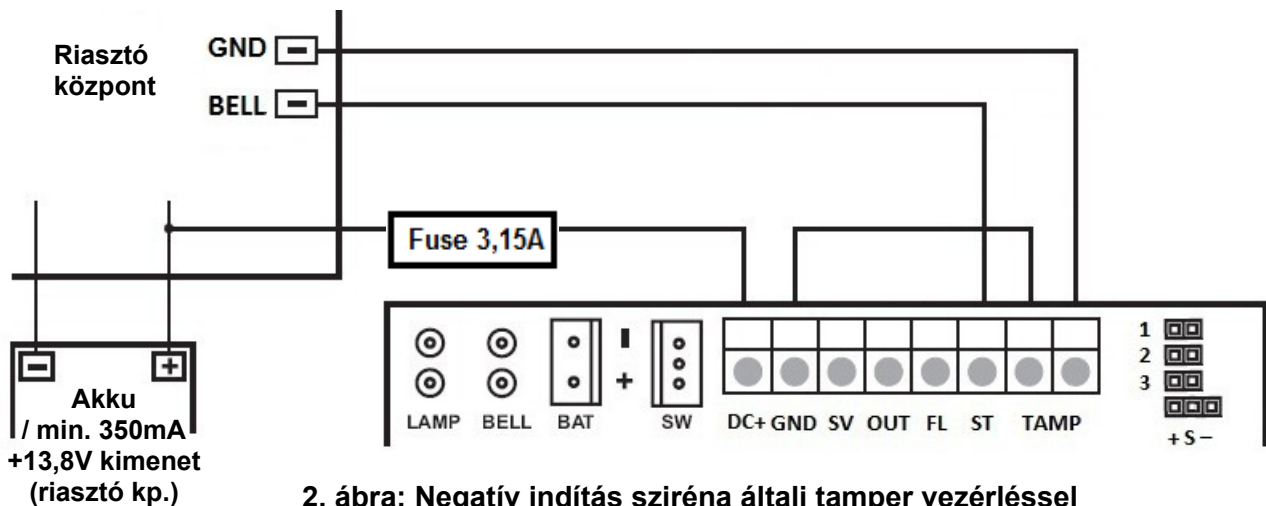 Riasztó
központ
GND
BELL
Fuse 3,15A
Akku
/ min. 350mA
+13,8V kimenet
(riasztó kp.)
LAMP BELL BAT - + SW DC+ GND SV OUT FL ST TAMP
1
2
3
+ S -
2. ábra: Negatív indítás sziréna általi tamper vezérléssel